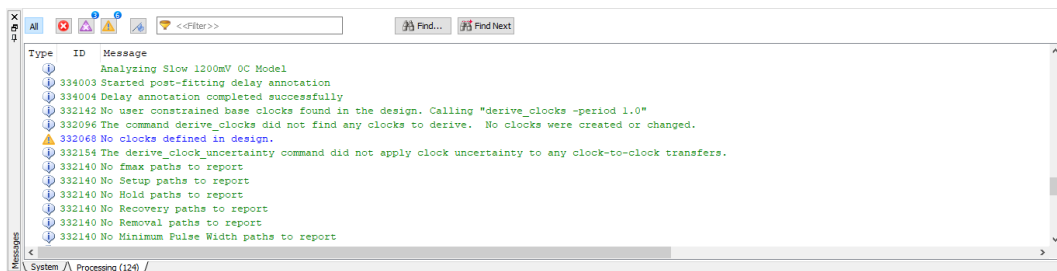 All 3 6 <<Filter>> Find... Find Next
Type ID Message
Analyzing Slow 1200mV 0C Model
334003 Started post-fitting delay annotation
334004 Delay annotation completed successfully
332142 No user constrained base clocks found in the design. Calling "derive_clocks -period 1.0"
332096 The command derive_clocks did not find any clocks to derive.  No clocks were created or changed.
332068 No clocks defined in design.
332154 The derive_clock_uncertainty command did not apply clock uncertainty to any clock-to-clock transfers.
332140 No fmax paths to report
332140 No Setup paths to report
332140 No Hold paths to report
332140 No Recovery paths to report
332140 No Removal paths to report
332140 No Minimum Pulse Width paths to report
Messages
System Processing (124)